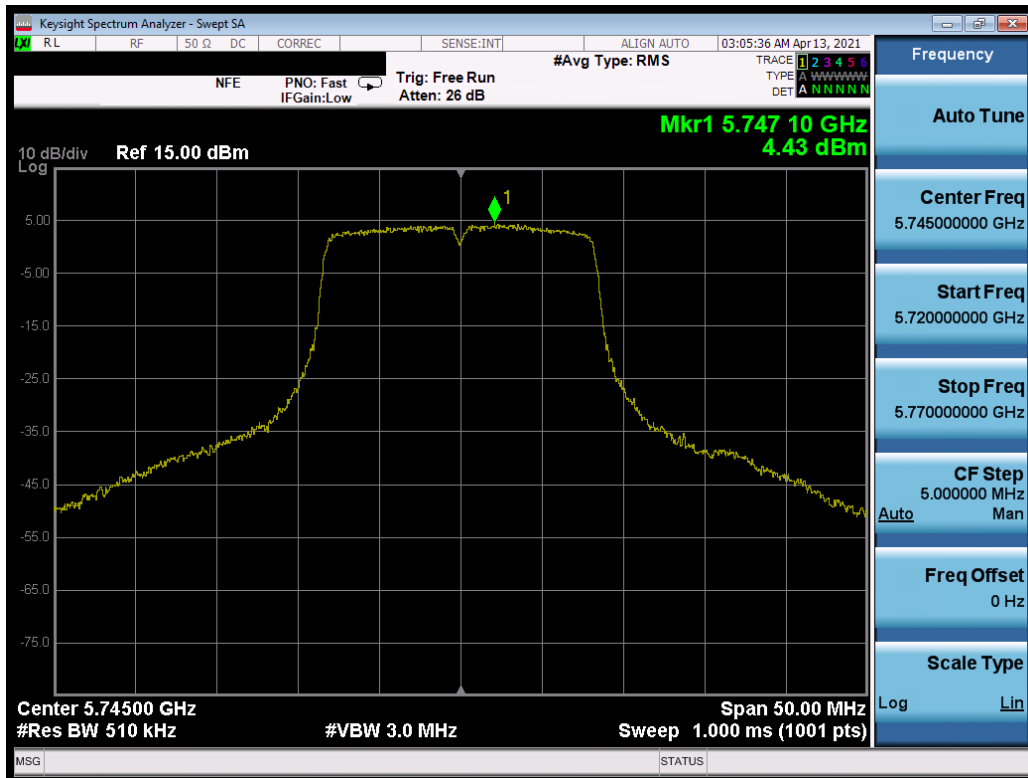 Keysight Spectrum Analyzer - Swept SA
LXI RL RF 50 Ω DC CORREC SENSE:INT ALIGN AUTO 03:05:36 AM Apr 13, 2021
NFE PNO: Fast Trig: Free Run #Avg Type: RMS TRACE 1 2 3 4 5 6
IFGain:Low Atten: 26 dB TYPE A WWWWW
DET A N N N N N
Mkr1 5.747 10 GHz
4.43 dBm
10 dB/div Ref 15.00 dBm
Log
1
5.00
-5.00
-15.0
-25.0
-35.0
-45.0
-55.0
-65.0
-75.0
Center 5.74500 GHz Span 50.00 MHz
#Res BW 510 kHz #VBW 3.0 MHz Sweep 1.000 ms (1001 pts)
MSG STATUS
Frequency
Auto Tune
Center Freq
5.745000000 GHz
Start Freq
5.720000000 GHz
Stop Freq
5.770000000 GHz
CF Step
5.000000 MHz
Auto Man
Freq Offset
0 Hz
Scale Type
Log Lin